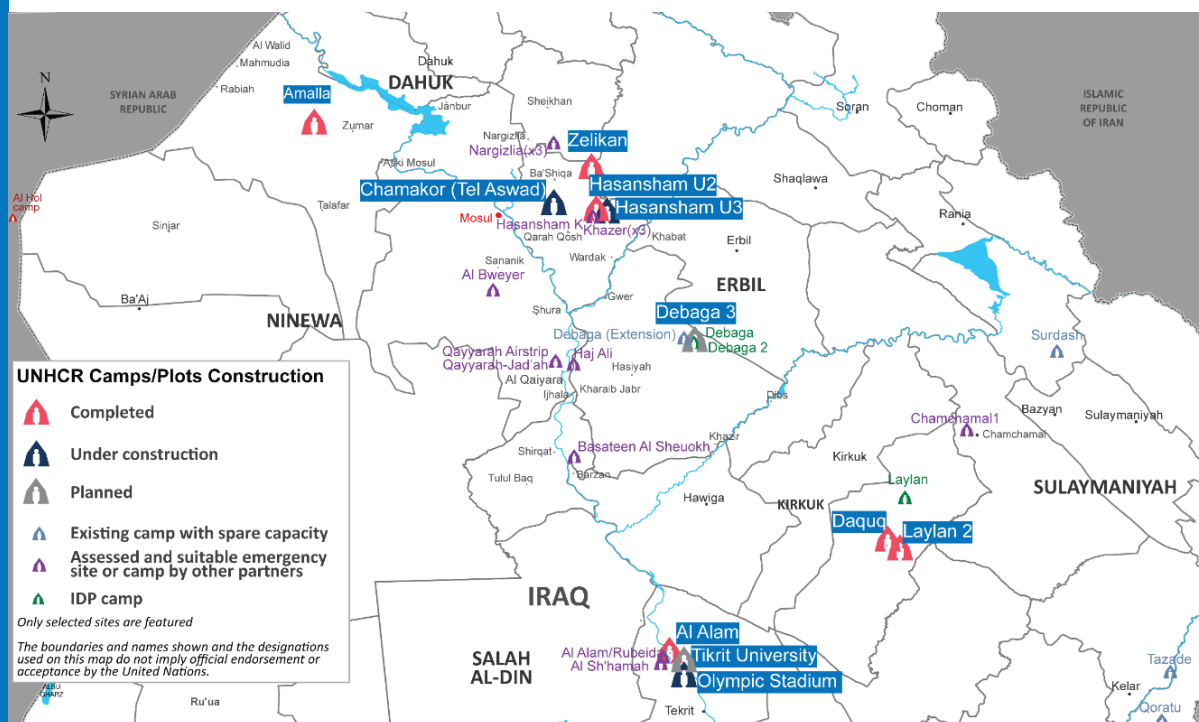 Al Walid
Mahmudia
Rabiah
SYRIAN ARAB
REPUBLIC
N
Amalla
Zumar
Dahuk
DAHUK
Jánbur
Sheikhan
Soran
Choman
ISLAMIC
REPUBLIC
OF IRAN
Nargizlia
Nargizlia(x3)
Zelikan
Aski Mosul
Ba'Shiqa
Chamakor (Tel Aswad)
Hasansham U2
Hasansham U3
Shaqlawa
Rania
Al Hol
camp
Talafar
Sinjar
Mosul
Hasansham K
Khazer(x3)
Qarah Qosh
Khabat
Erbil
Wardak
Sananik
Al Bweyer
Gwer
ERBIL
Ba'Aj
NINEWA
Shura
Debaga 3
Debaga (Extension)
Debaga
Debaga 2
Surdash
Qayyarah Airstrip
Qayyarah-Jad'ah
Haj Ali
Hasiyah
Al Qaiyara
Ijhala
Kharaib Jabr
Dibs
Bazyan
Sulaymaniyah
Chamchamal1
Chamchamal
Khazir
Shirqat
Basateen Al Sheuokh
Barzan
Tulul Baq
Kirkuk
Laylan
Hawiga
KIRKUK
SULAYMANIYAH
Daquq
Laylan 2
IRAQ
Al Alam
Al Alam/Rubeida
Al Sh'hamah
Tikrit University
Olympic Stadium
SALAH
AL-DIN
Tekrit
Ru'ua
Tazade
Kelar
Qoratu
UNHCR Camps/Plots Construction
Completed
Under construction
Planned
Existing camp with spare capacity
Assessed and suitable emergency
site or camp by other partners
IDP camp
Only selected sites are featured
The boundaries and names shown and the designations
used on this map do not imply official endorsement or
acceptance by the United Nations.
ALBU
GHARZ